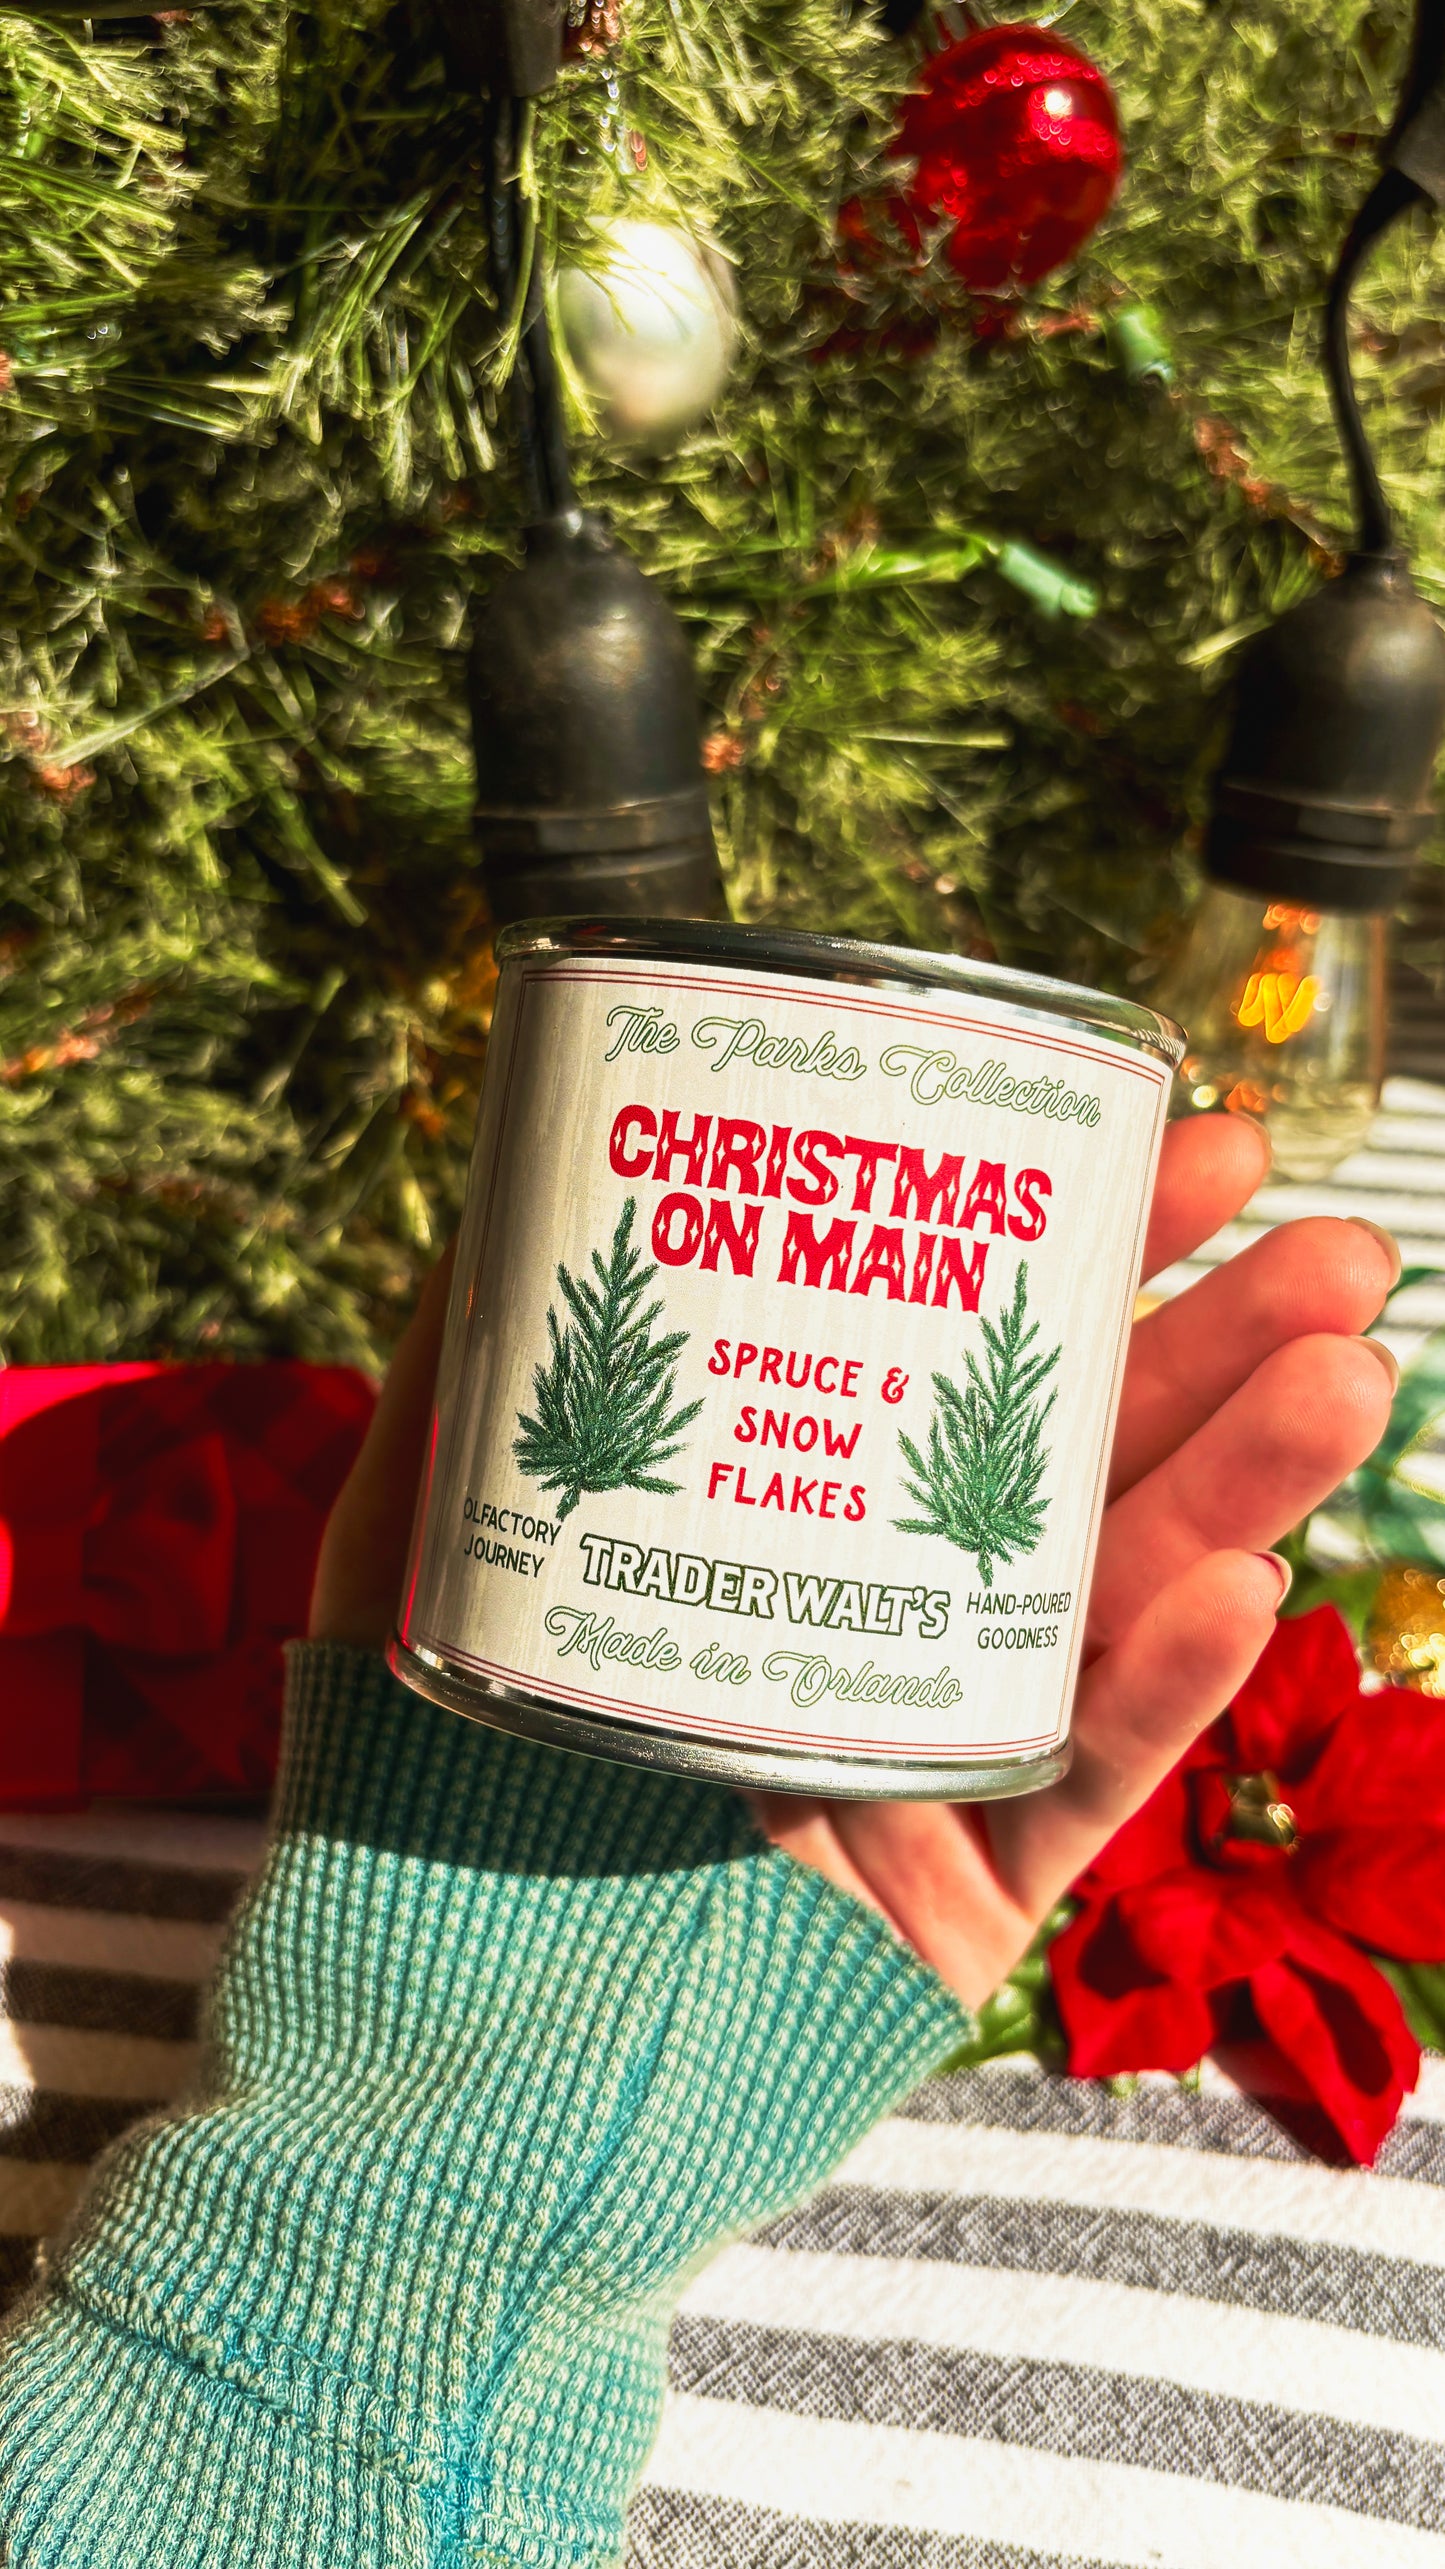 The Parks Collection
CHRISTMAS
ON MAIN
SPRUCE &
SNOW
FLAKES
OLFACTORY
JOURNEY
TRADER WALT'S
HAND-POURED
GOODNESS
Made in Orlando